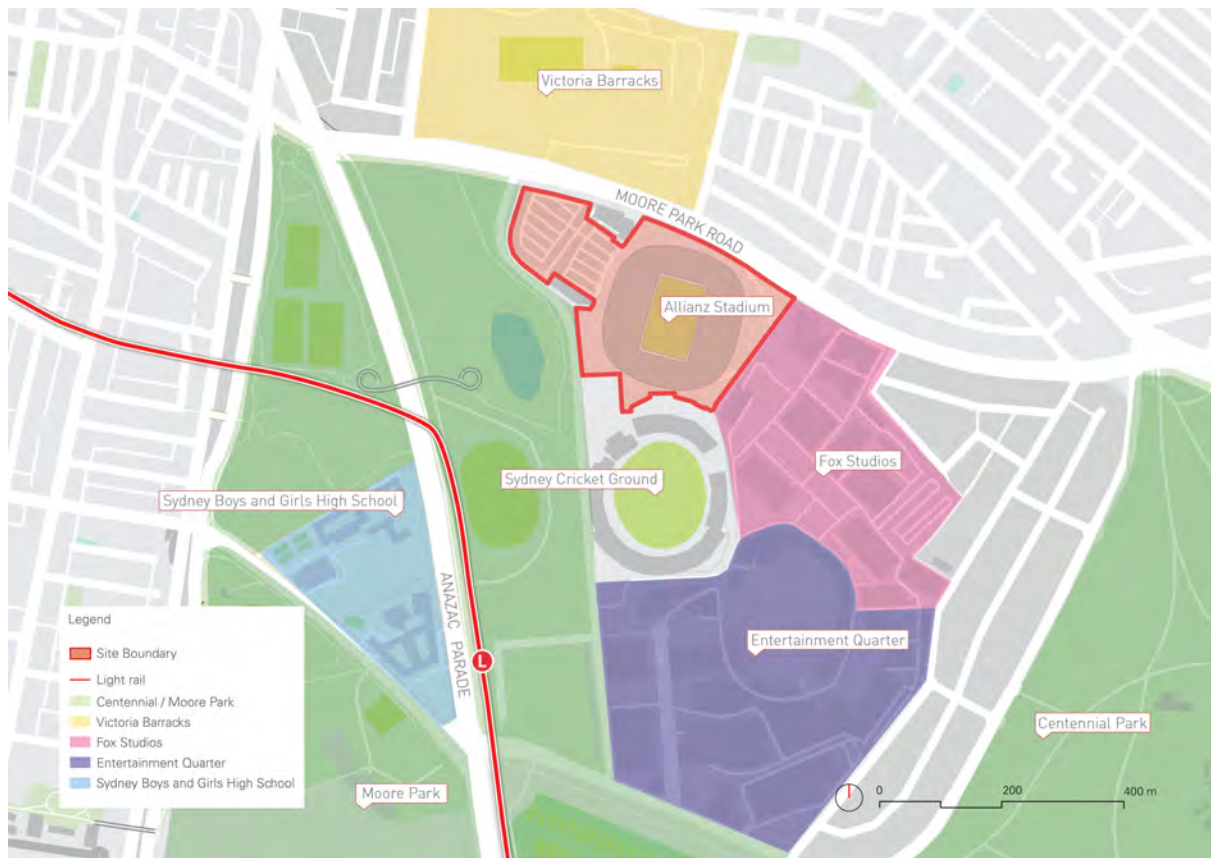 Victoria Barracks
MOORE PARK ROAD
Allianz Stadium
Fox Studios
Sydney Cricket Ground
Sydney Boys and Girls High School
ANAZAC PARADE
Entertainment Quarter
L
Centennial Park
Moore Park
Legend
Site Boundary
Light rail
Centennial / Moore Park
Victoria Barracks
Fox Studios
Entertainment Quarter
Sydney Boys and Girls High School
0 200 400 m